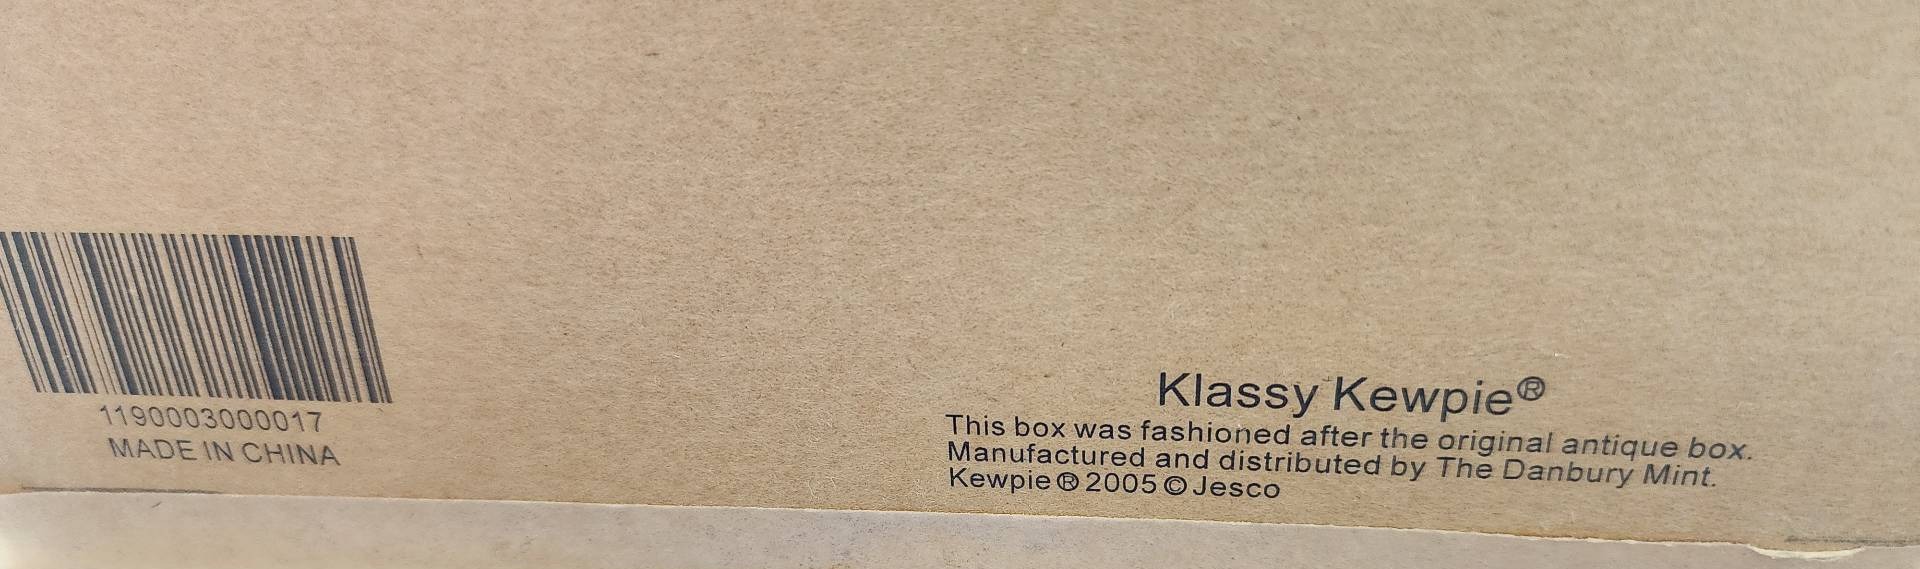 1190003000017
MADE IN CHINA
Klassy Kewpie®
This box was fashioned after the original antique box.
Manufactured and distributed by The Danbury Mint.
Kewpie ® 2005 © Jesco